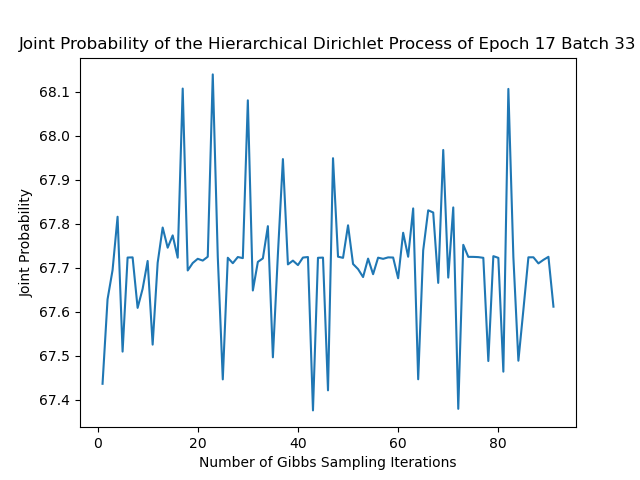 Joint Probability of the Hierarchical Dirichlet Process of Epoch 17 Batch 33
68.1
68.0
67.9
67.8
67.7
67.6
67.5
67.4
Joint Probability
0 20 40 60 80
Number of Gibbs Sampling Iterations